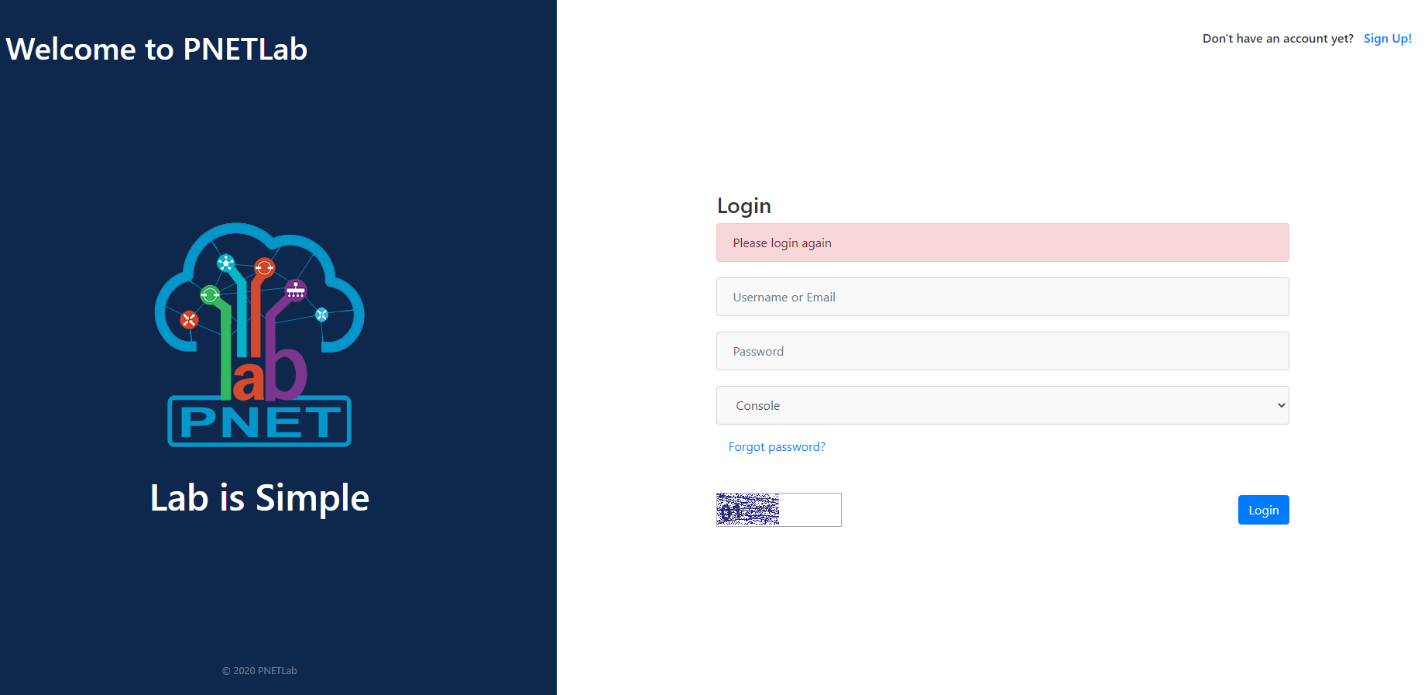 Welcome to PNETLab
Don't have an account yet? Sign Up!
Login
Please login again
Username or Email
Password
Console
Forgot password?
Login
lab
PNET
Lab is Simple
© 2020 PNETLab